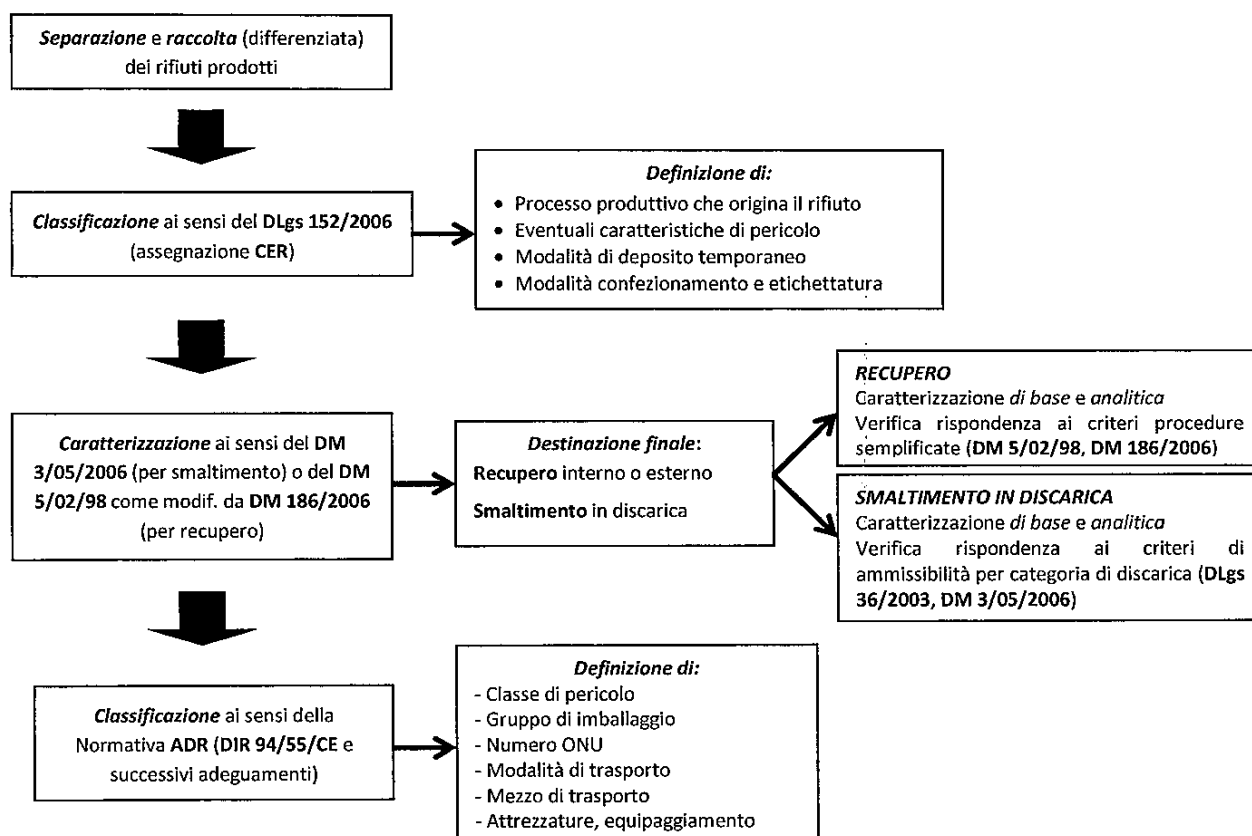 Separazione e raccolta (differenziata)
dei rifiuti prodotti
Classificazione ai sensi del DLgs 152/2006
(assegnazione CER)
Definizione di:
• Processo produttivo che origina il rifiuto
• Eventuali caratteristiche di pericolo
• Modalità di deposito temporaneo
• Modalità confezionamento e etichettatura
Caratterizzazione ai sensi del DM
3/05/2006 (per smaltimento) o del DM
5/02/98 come modif. da DM 186/2006
(per recupero)
Destinazione finale:
Recupero interno o esterno
Smaltimento in discarica
RECUPERO
Caratterizzazione di base e analitica
Verifica rispondenza ai criteri procedure
semplificate (DM 5/02/98, DM 186/2006)
SMALTIMENTO IN DISCARICA
Caratterizzazione di base e analitica
Verifica rispondenza ai criteri di
ammissibilità per categoria di discarica (DLgs
36/2003, DM 3/05/2006)
Classificazione ai sensi della
Normativa ADR (DIR 94/55/CE e
successivi adeguamenti)
Definizione di:
- Classe di pericolo
- Gruppo di imballaggio
- Numero ONU
- Modalità di trasporto
- Mezzo di trasporto
- Attrezzature, equipaggiamento